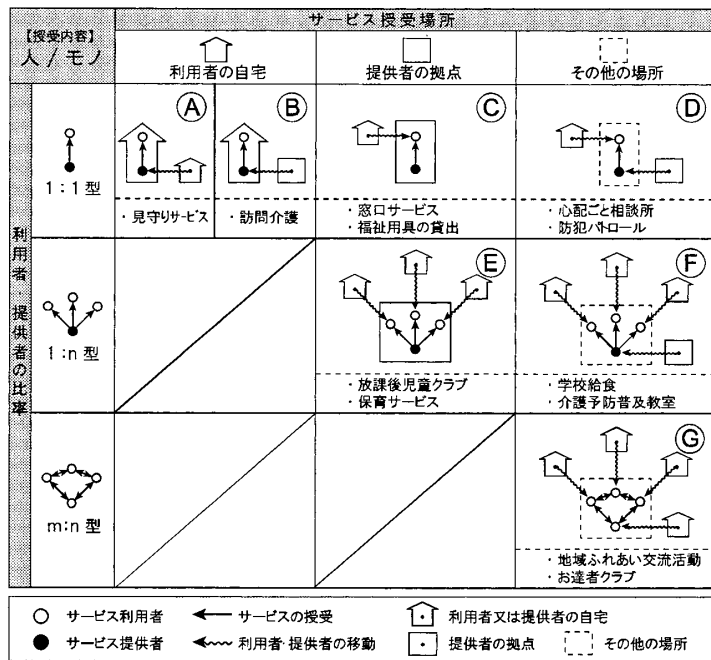 【授受内容】
人 / モノ
サービス授受場所
利用者の自宅
提供者の拠点
その他の場所
利用者・提供者の比率
1:1型
A
B
C
D
・見守りサービス
・訪問介護
・窓口サービス
・福祉用具の貸出
・心配ごと相談所
・防犯パトロール
1:n型
E
F
・放課後児童クラブ
・保育サービス
・学校給食
・介護予防普及教室
m:n型
G
・地域ふれあい交流活動
・お達者クラブ
サービス利用者
サービスの授受
利用者又は提供者の自宅
サービス提供者
利用者・提供者の移動
提供者の拠点
その他の場所